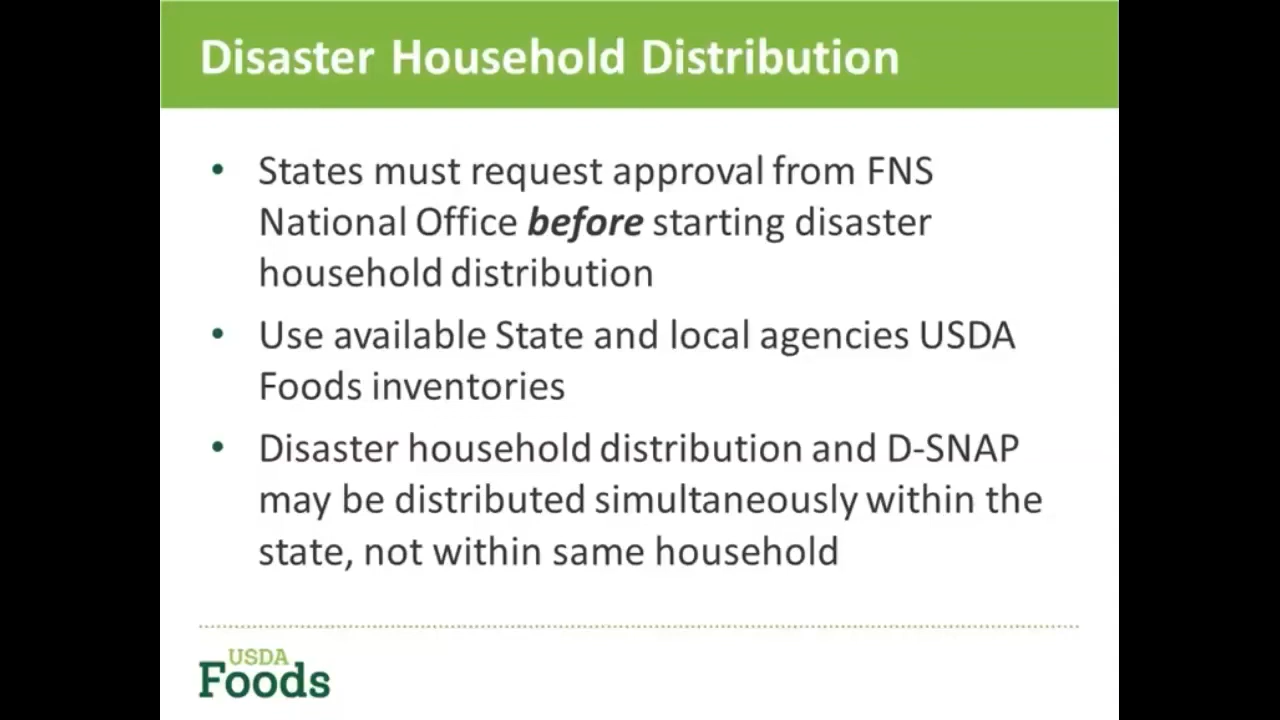 Disaster Household Distribution
• States must request approval from FNS
National Office before starting disaster
household distribution
• Use available State and local agencies USDA
Foods inventories
• Disaster household distribution and D-SNAP
may be distributed simultaneously within the
state, not within same household
USDA
Foods